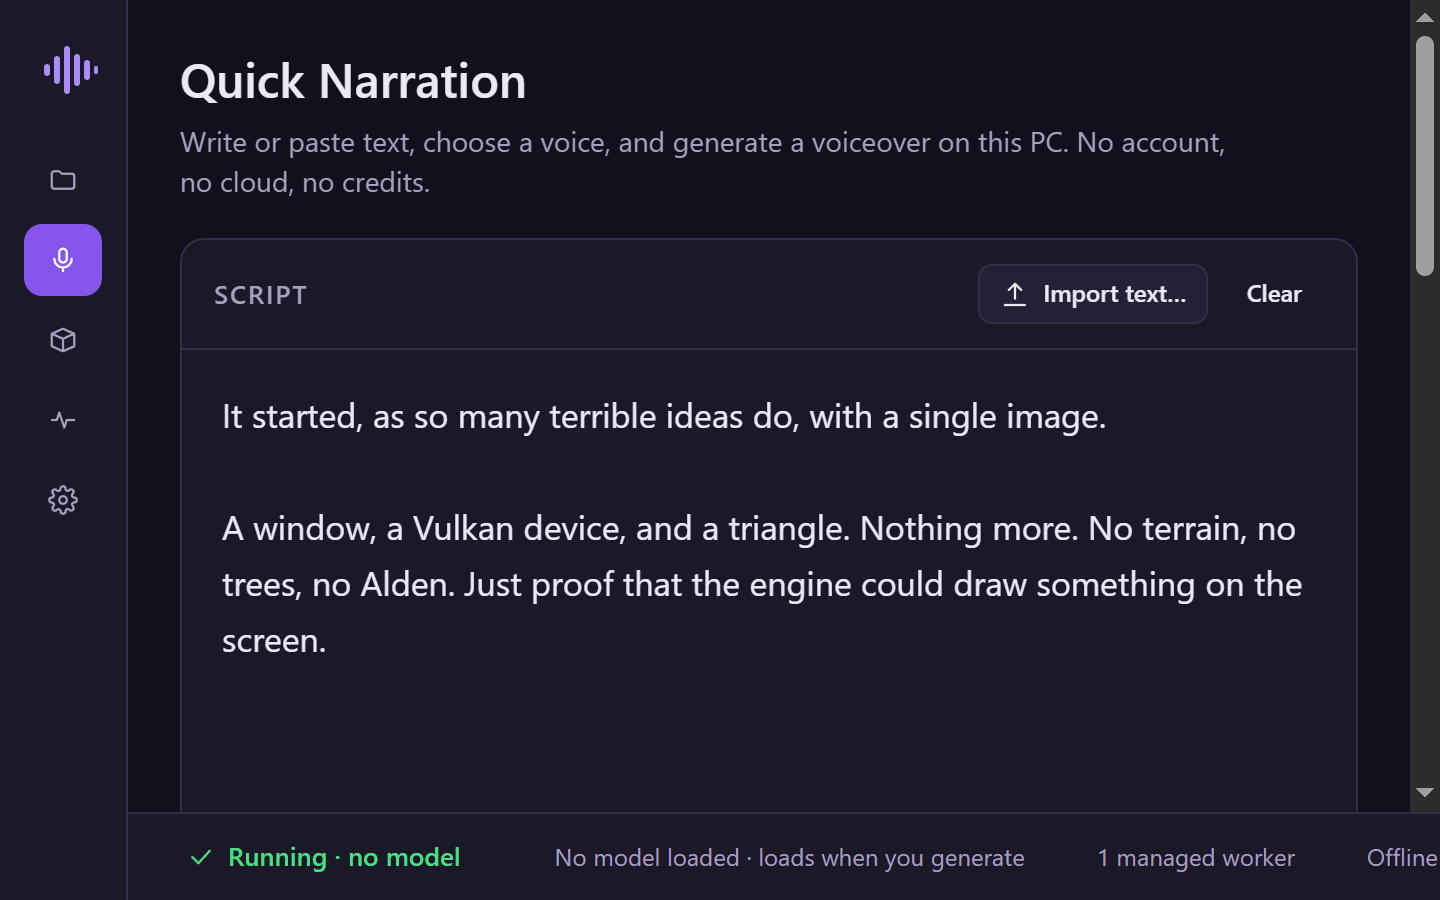 Quick Narration
Write or paste text, choose a voice, and generate a voiceover on this PC. No account,
no cloud, no credits.
SCRIPT
Import text...
Clear
It started, as so many terrible ideas do, with a single image.
A window, a Vulkan device, and a triangle. Nothing more. No terrain, no
trees, no Alden. Just proof that the engine could draw something on the
screen.
Running · no model
No model loaded · loads when you generate
1 managed worker
Offline